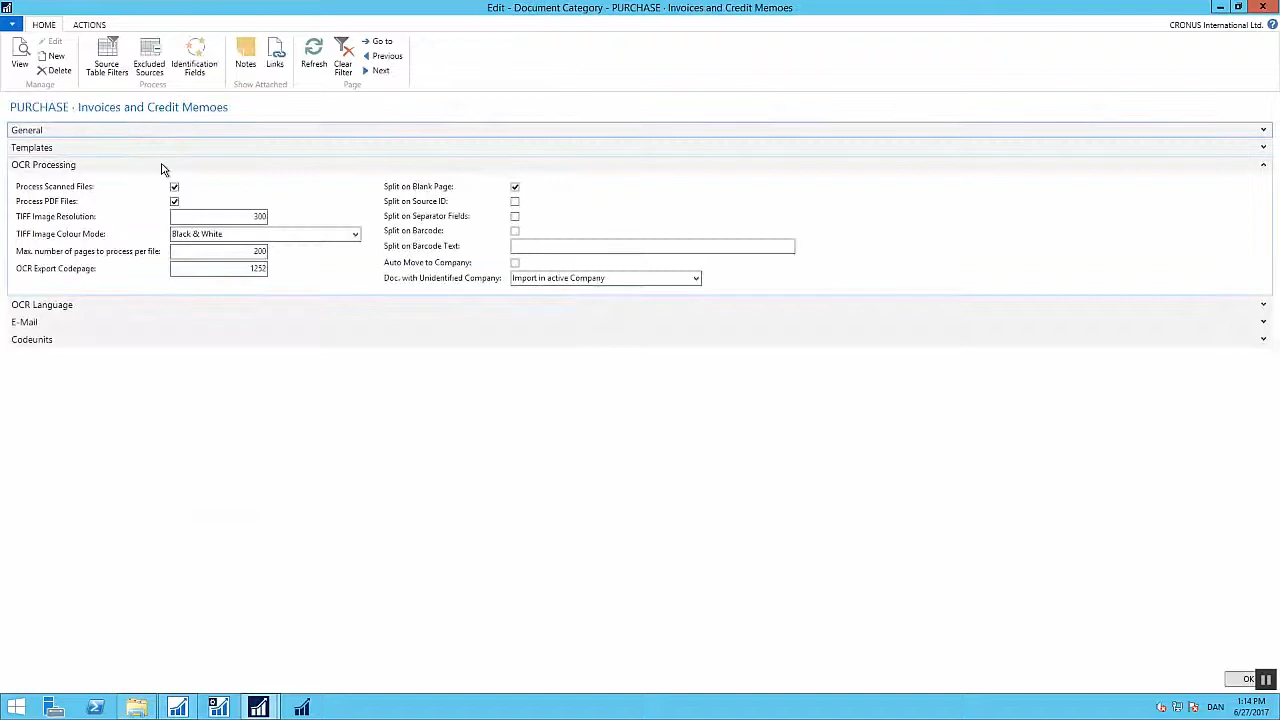 Edit - Document Category - PURCHASE · Invoices and Credit Memoes
HOME ACTIONS
CRONUS International Ltd.
View
Edit
New
Delete
Manage
Source Table Filters
Excluded Sources
Identification Fields
Process
Notes
Links
Show Attached
Refresh
Clear Filter
Go to
Previous
Next
Page
PURCHASE · Invoices and Credit Memoes
General
Templates
OCR Processing
Process Scanned Files:
Process PDF Files:
TIFF Image Resolution: 300
TIFF Image Colour Mode: Black & White
Max. number of pages to process per file: 200
OCR Export Codepage: 1252
Split on Blank Page:
Split on Source ID:
Split on Separator Fields:
Split on Barcode:
Split on Barcode Text:
Auto Move to Company:
Doc. with Unidentified Company: Import in active Company
OCR Language
E-Mail
Codeunits
OK
DAN
1:14 PM
6/27/2017